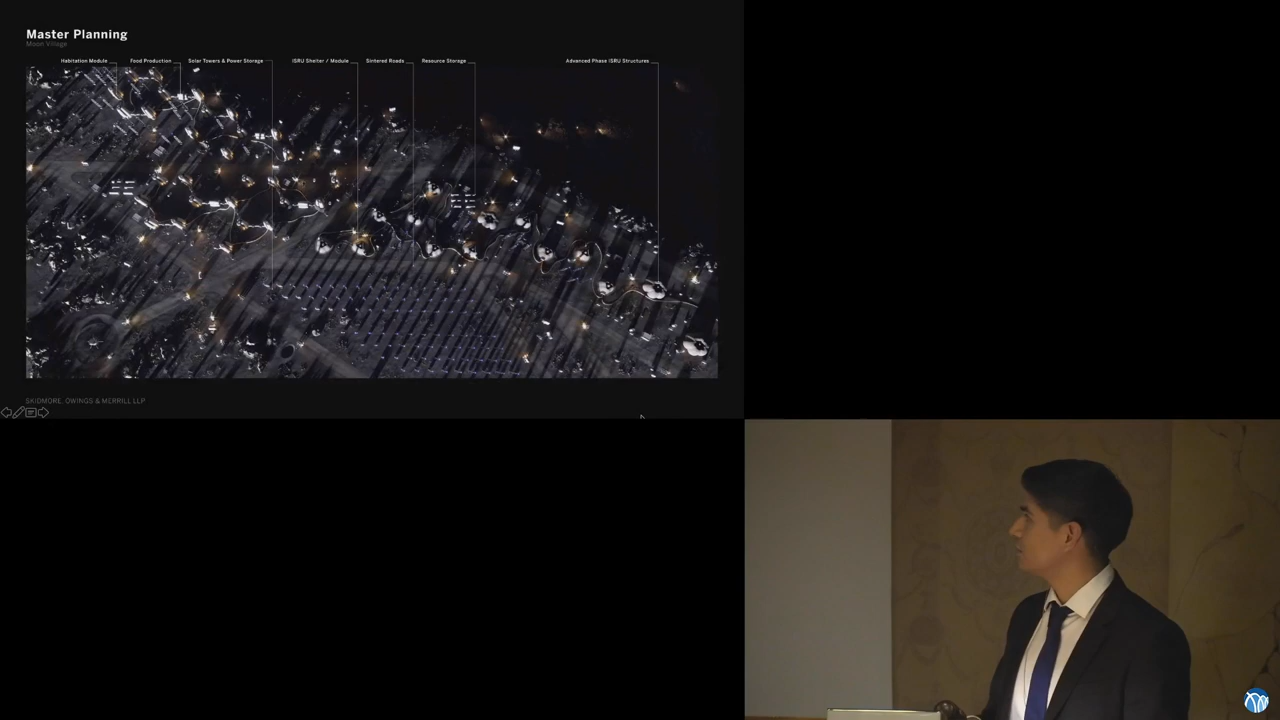 Master Planning
Moon Village
Habitation Module Food Production Solar Towers & Power Storage ISRU Shelter / Module Sintered Roads Resource Storage Advanced Phase ISRU Structures
SKIDMORE, OWINGS & MERRILL LLP